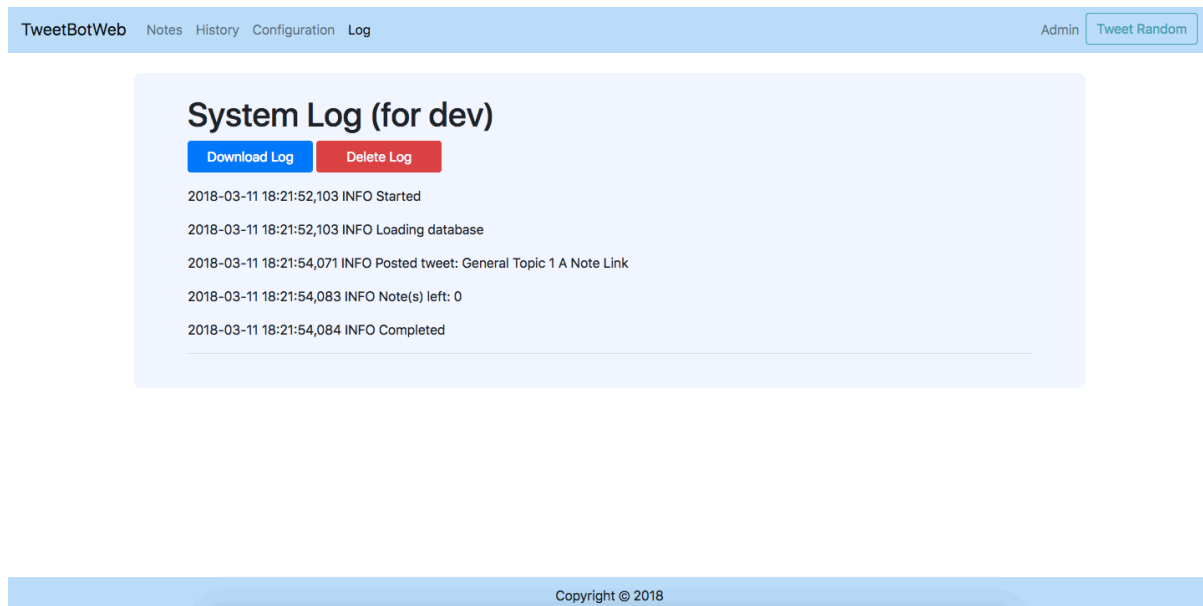 TweetBotWeb Notes History Configuration Log Admin Tweet Random
System Log (for dev)
Download Log Delete Log
2018-03-11 18:21:52,103 INFO Started
2018-03-11 18:21:52,103 INFO Loading database
2018-03-11 18:21:54,071 INFO Posted tweet: General Topic 1 A Note Link
2018-03-11 18:21:54,083 INFO Note(s) left: 0
2018-03-11 18:21:54,084 INFO Completed
Copyright © 2018